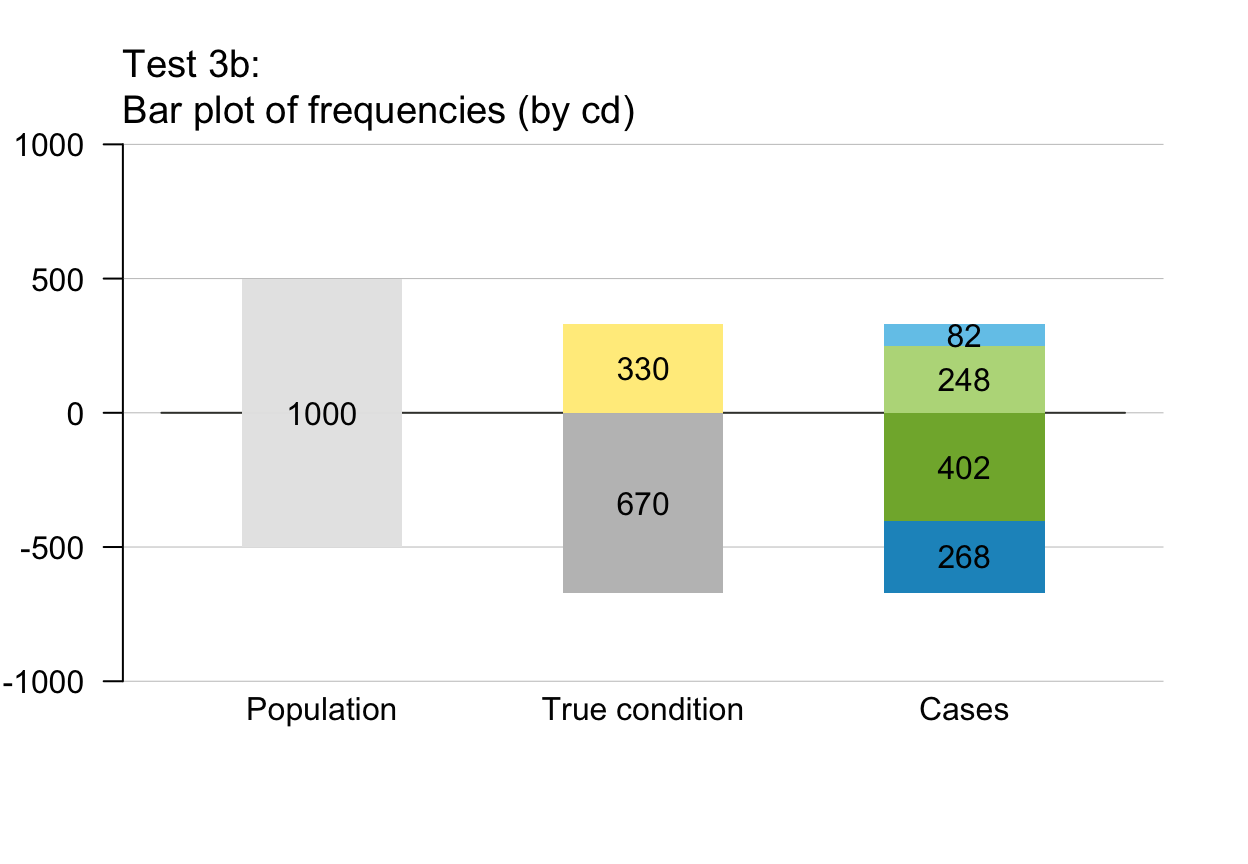 Test 3b:
Bar plot of frequencies (by cd)
1000
500
0
-500
-1000
1000
330
670
82
248
402
268
Population
True condition
Cases